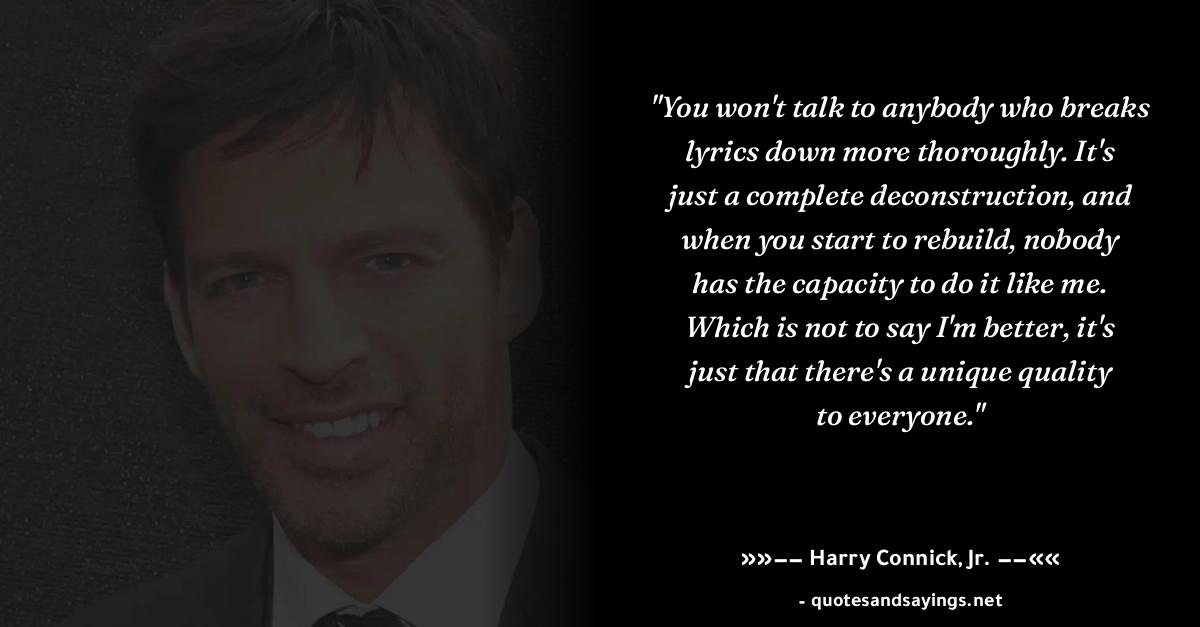 "You won't talk to anybody who breaks
lyrics down more thoroughly. It's
just a complete deconstruction, and
when you start to rebuild, nobody
has the capacity to do it like me.
Which is not to say I'm better, it's
just that there's a unique quality
to everyone."
»»–– Harry Connick, Jr. ––««
- quotesandsayings.net